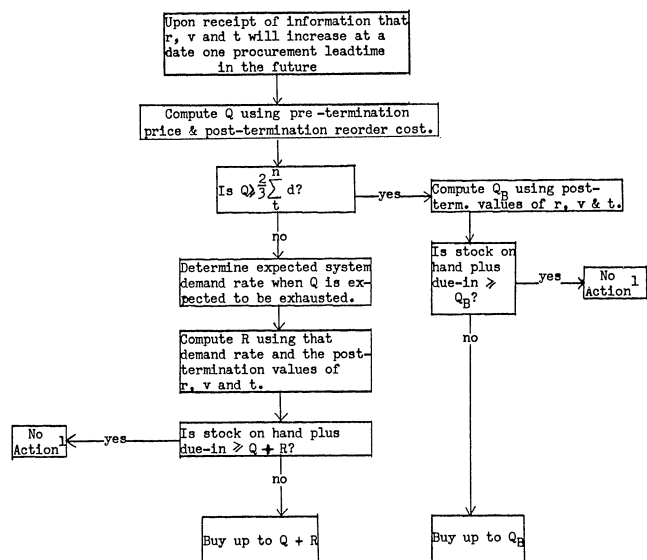 Upon receipt of information that
r, v and t will increase at a
date one procurement leadtime
in the future
Compute Q using pre-termination
price & post-termination reorder cost.
Is Q ⩾ 2/3 n∑t d?
yes
Compute QB using post-
term. values of r, v & t.
no
Determine expected system
demand rate when Q is ex-
pected to be exhausted.
Is stock on
hand plus
due-in ⩾
QB?
yes
No
Action 1
no
Compute R using that
demand rate and the post-
termination values of
r, v and t.
No
Action 1
yes
Is stock on hand plus
due-in ⩾ Q + R?
no
Buy up to Q + R
Buy up to QB